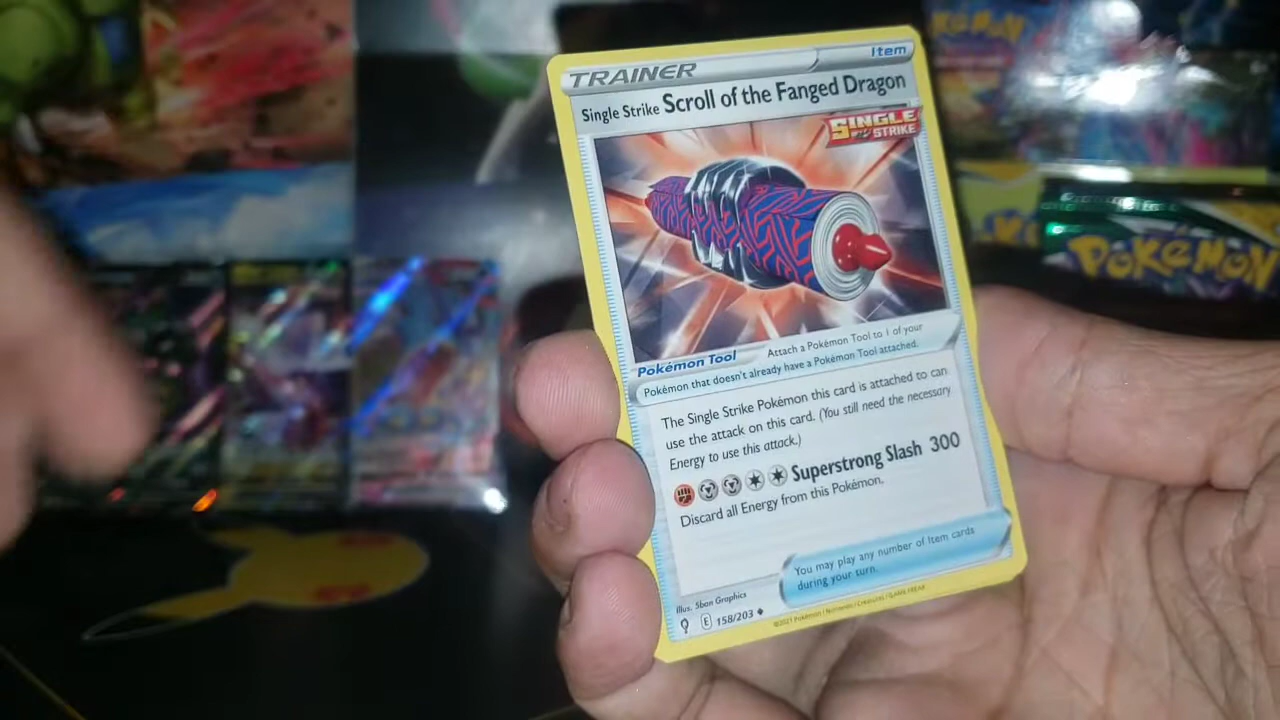 TRAINER
Item
Single Strike Scroll of the Fanged Dragon
SINGLE
STRIKE
Pokémon Tool
Attach a Pokémon Tool to 1 of your
Pokémon that doesn't already have a Pokémon Tool attached.
The Single Strike Pokémon this card is attached to can
use the attack on this card. (You still need the necessary
Energy to use this attack.)
Superstrong Slash 300
Discard all Energy from this Pokémon.
You may play any number of Item cards
during your turn.
Illus. 5ban Graphics
E 158/203
©2021 Pokémon / Nintendo / Creatures / GAME FREAK
POKÉMON
POKÉMON